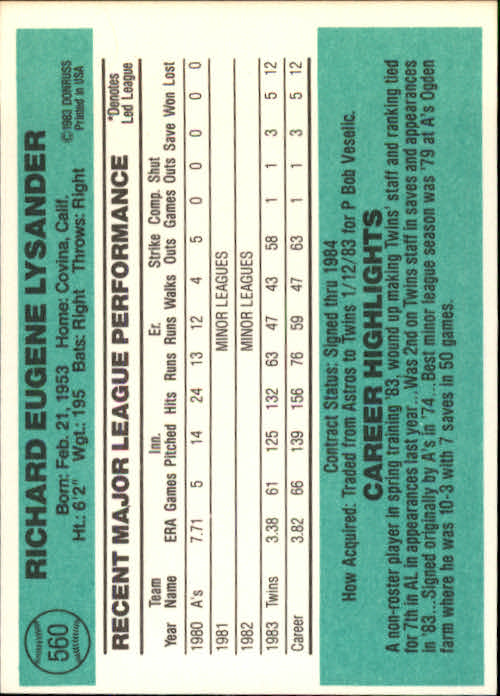 560
RICHARD EUGENE LYSANDER
Born: Feb. 21, 1953 Home: Covina, Calif.
Ht.: 6'2" Wgt.: 195 Bats: Right Throws: Right
©1983 DONRUSS
Printed in USA
RECENT MAJOR LEAGUE PERFORMANCE
*Denotes
Led League
Team Inn. Er. Strike Comp. Shut
Year Name ERA Games Pitched Hits Runs Runs Walks Outs Games Outs Save Won Lost
1980 A's 7.71 5 14 24 13 12 4 5 0 0 0 0 0
1981 MINOR LEAGUES
1982 MINOR LEAGUES
1983 Twins 3.38 61 125 132 63 47 43 58 1 1 3 5 12
Career 3.82 66 139 156 76 59 47 63 1 1 3 5 12
Contract Status: Signed thru 1984
How Acquired: Traded from Astros to Twins 1/12/83 for P Bob Veselic.
CAREER HIGHLIGHTS
A non-roster player in spring training '83, wound up making Twins' staff and ranking tied
for 7th in AL in appearances last year...Was 2nd on Twins staff in saves and appearances
in '83...Signed originally by A's in '74...Best minor league season was '79 at A's Ogden
farm where he was 10-3 with 7 saves in 50 games.